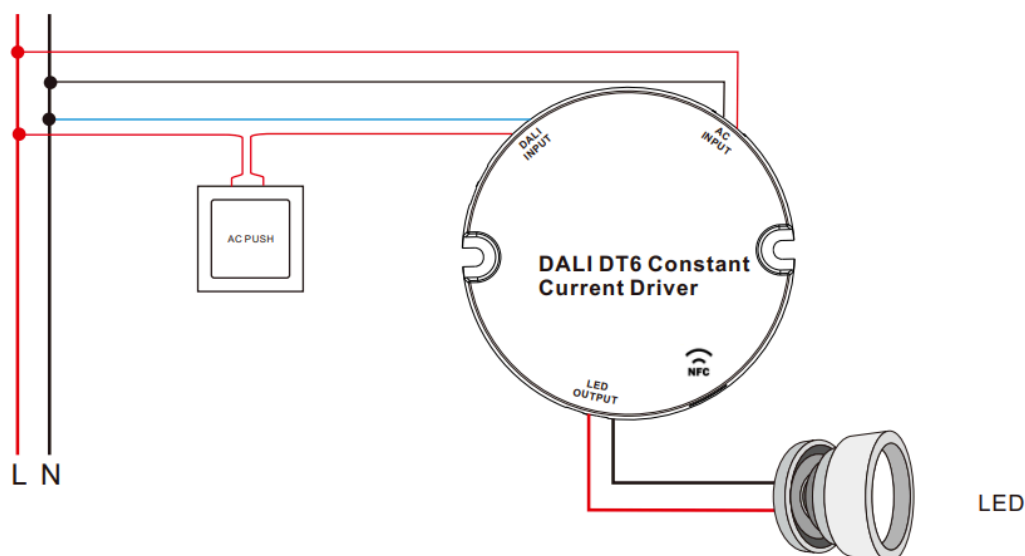 DALI
INPUT
AC
INPUT
AC PUSH
DALI DT6 Constant
Current Driver
NFC
LED
OUTPUT
L N
LED